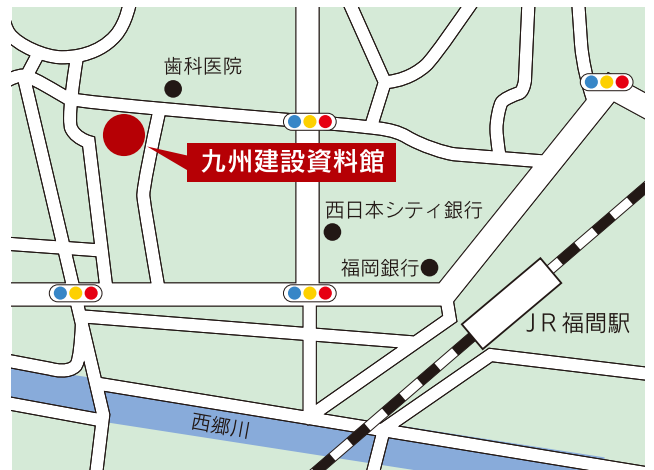 歯科医院
九州建設資料館
西日本シティ銀行
福岡銀行
JR福間駅
西郷川